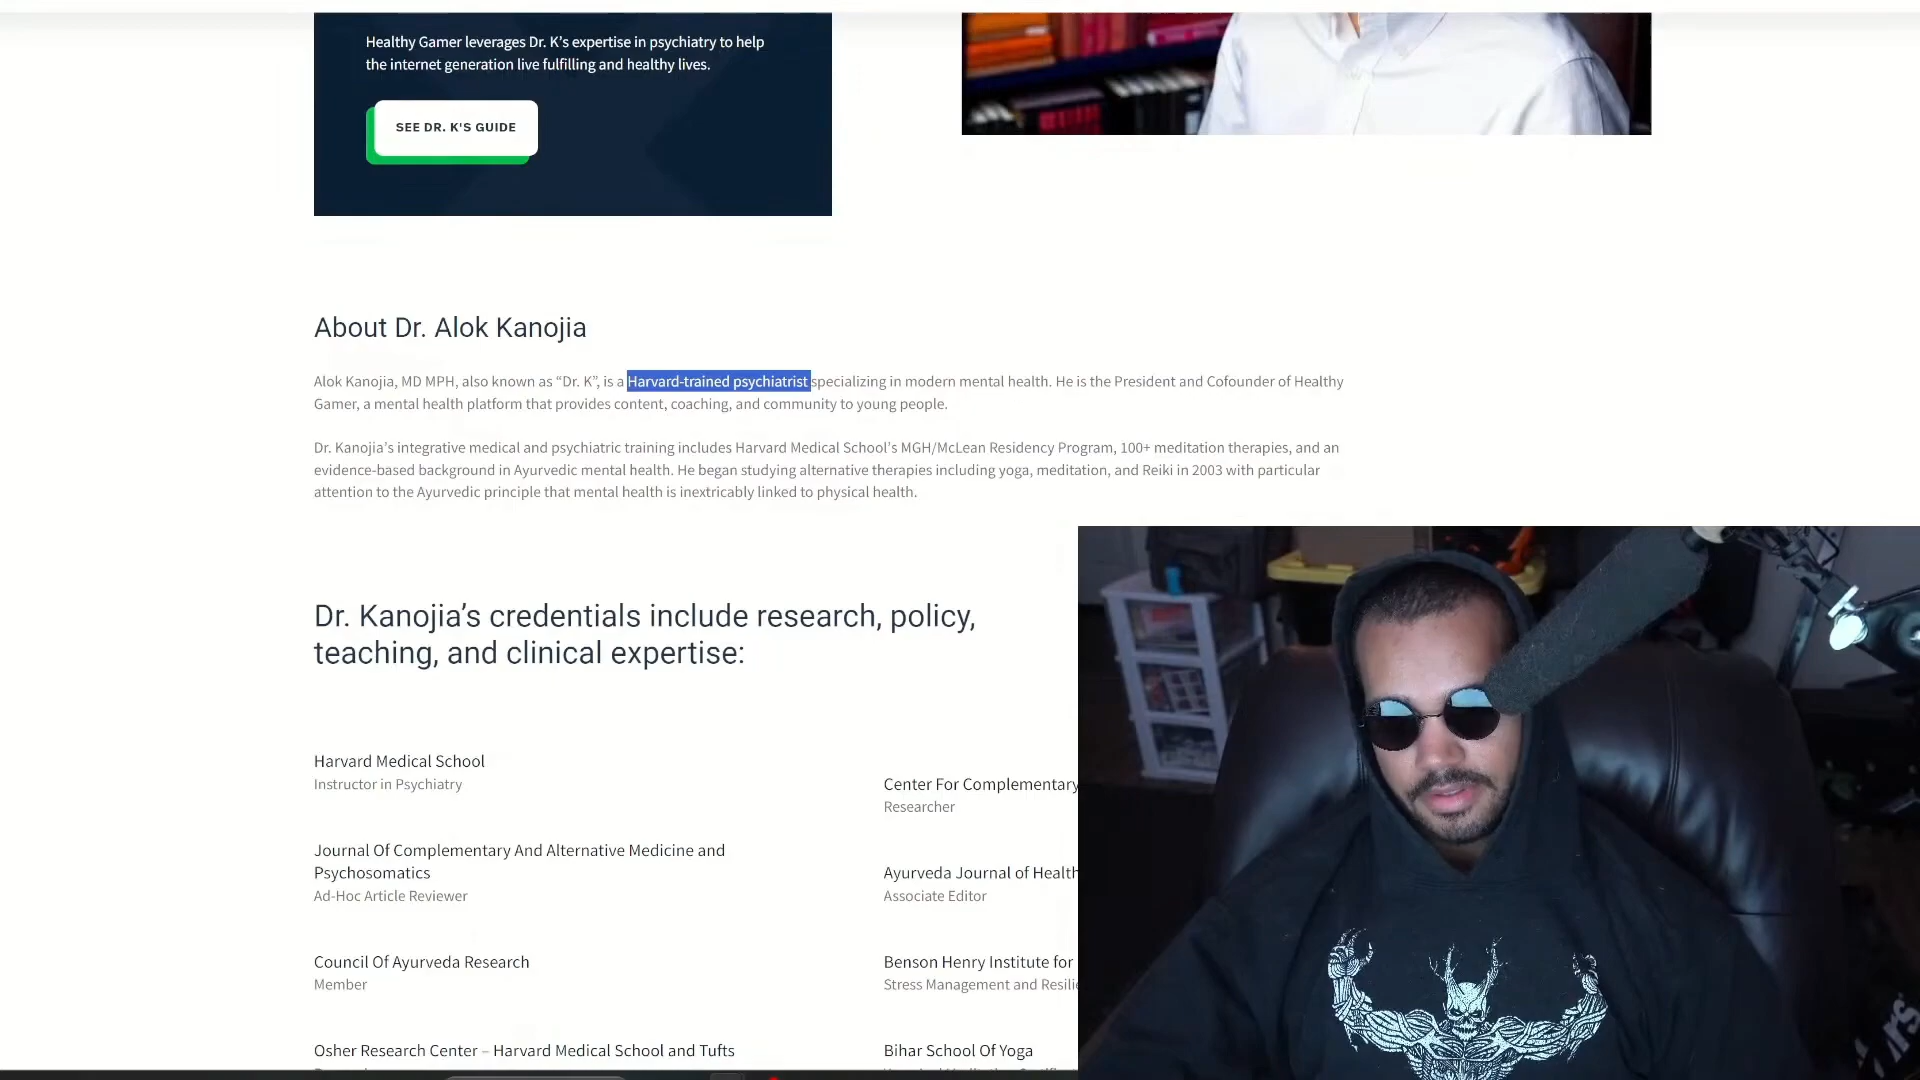 Healthy Gamer leverages Dr. K's expertise in psychiatry to help
the internet generation live fulfilling and healthy lives.
SEE DR. K'S GUIDE
About Dr. Alok Kanojia
Alok Kanojia, MD MPH, also known as “Dr. K”, is a Harvard-trained psychiatrist specializing in modern mental health. He is the President and Cofounder of Healthy
Gamer, a mental health platform that provides content, coaching, and community to young people.
Dr. Kanojia’s integrative medical and psychiatric training includes Harvard Medical School’s MGH/McLean Residency Program, 100+ meditation therapies, and an
evidence-based background in Ayurvedic mental health. He began studying alternative therapies including yoga, meditation, and Reiki in 2003 with particular
attention to the Ayurvedic principle that mental health is inextricably linked to physical health.
Dr. Kanojia’s credentials include research, policy,
teaching, and clinical expertise:
Harvard Medical School
Instructor in Psychiatry
Journal Of Complementary And Alternative Medicine and
Psychosomatics
Ad-Hoc Article Reviewer
Council Of Ayurveda Research
Member
Osher Research Center – Harvard Medical School and Tufts
Center For Complementary
Researcher
Ayurveda Journal of Health
Associate Editor
Benson Henry Institute for
Stress Management and
Bihar School Of Yoga